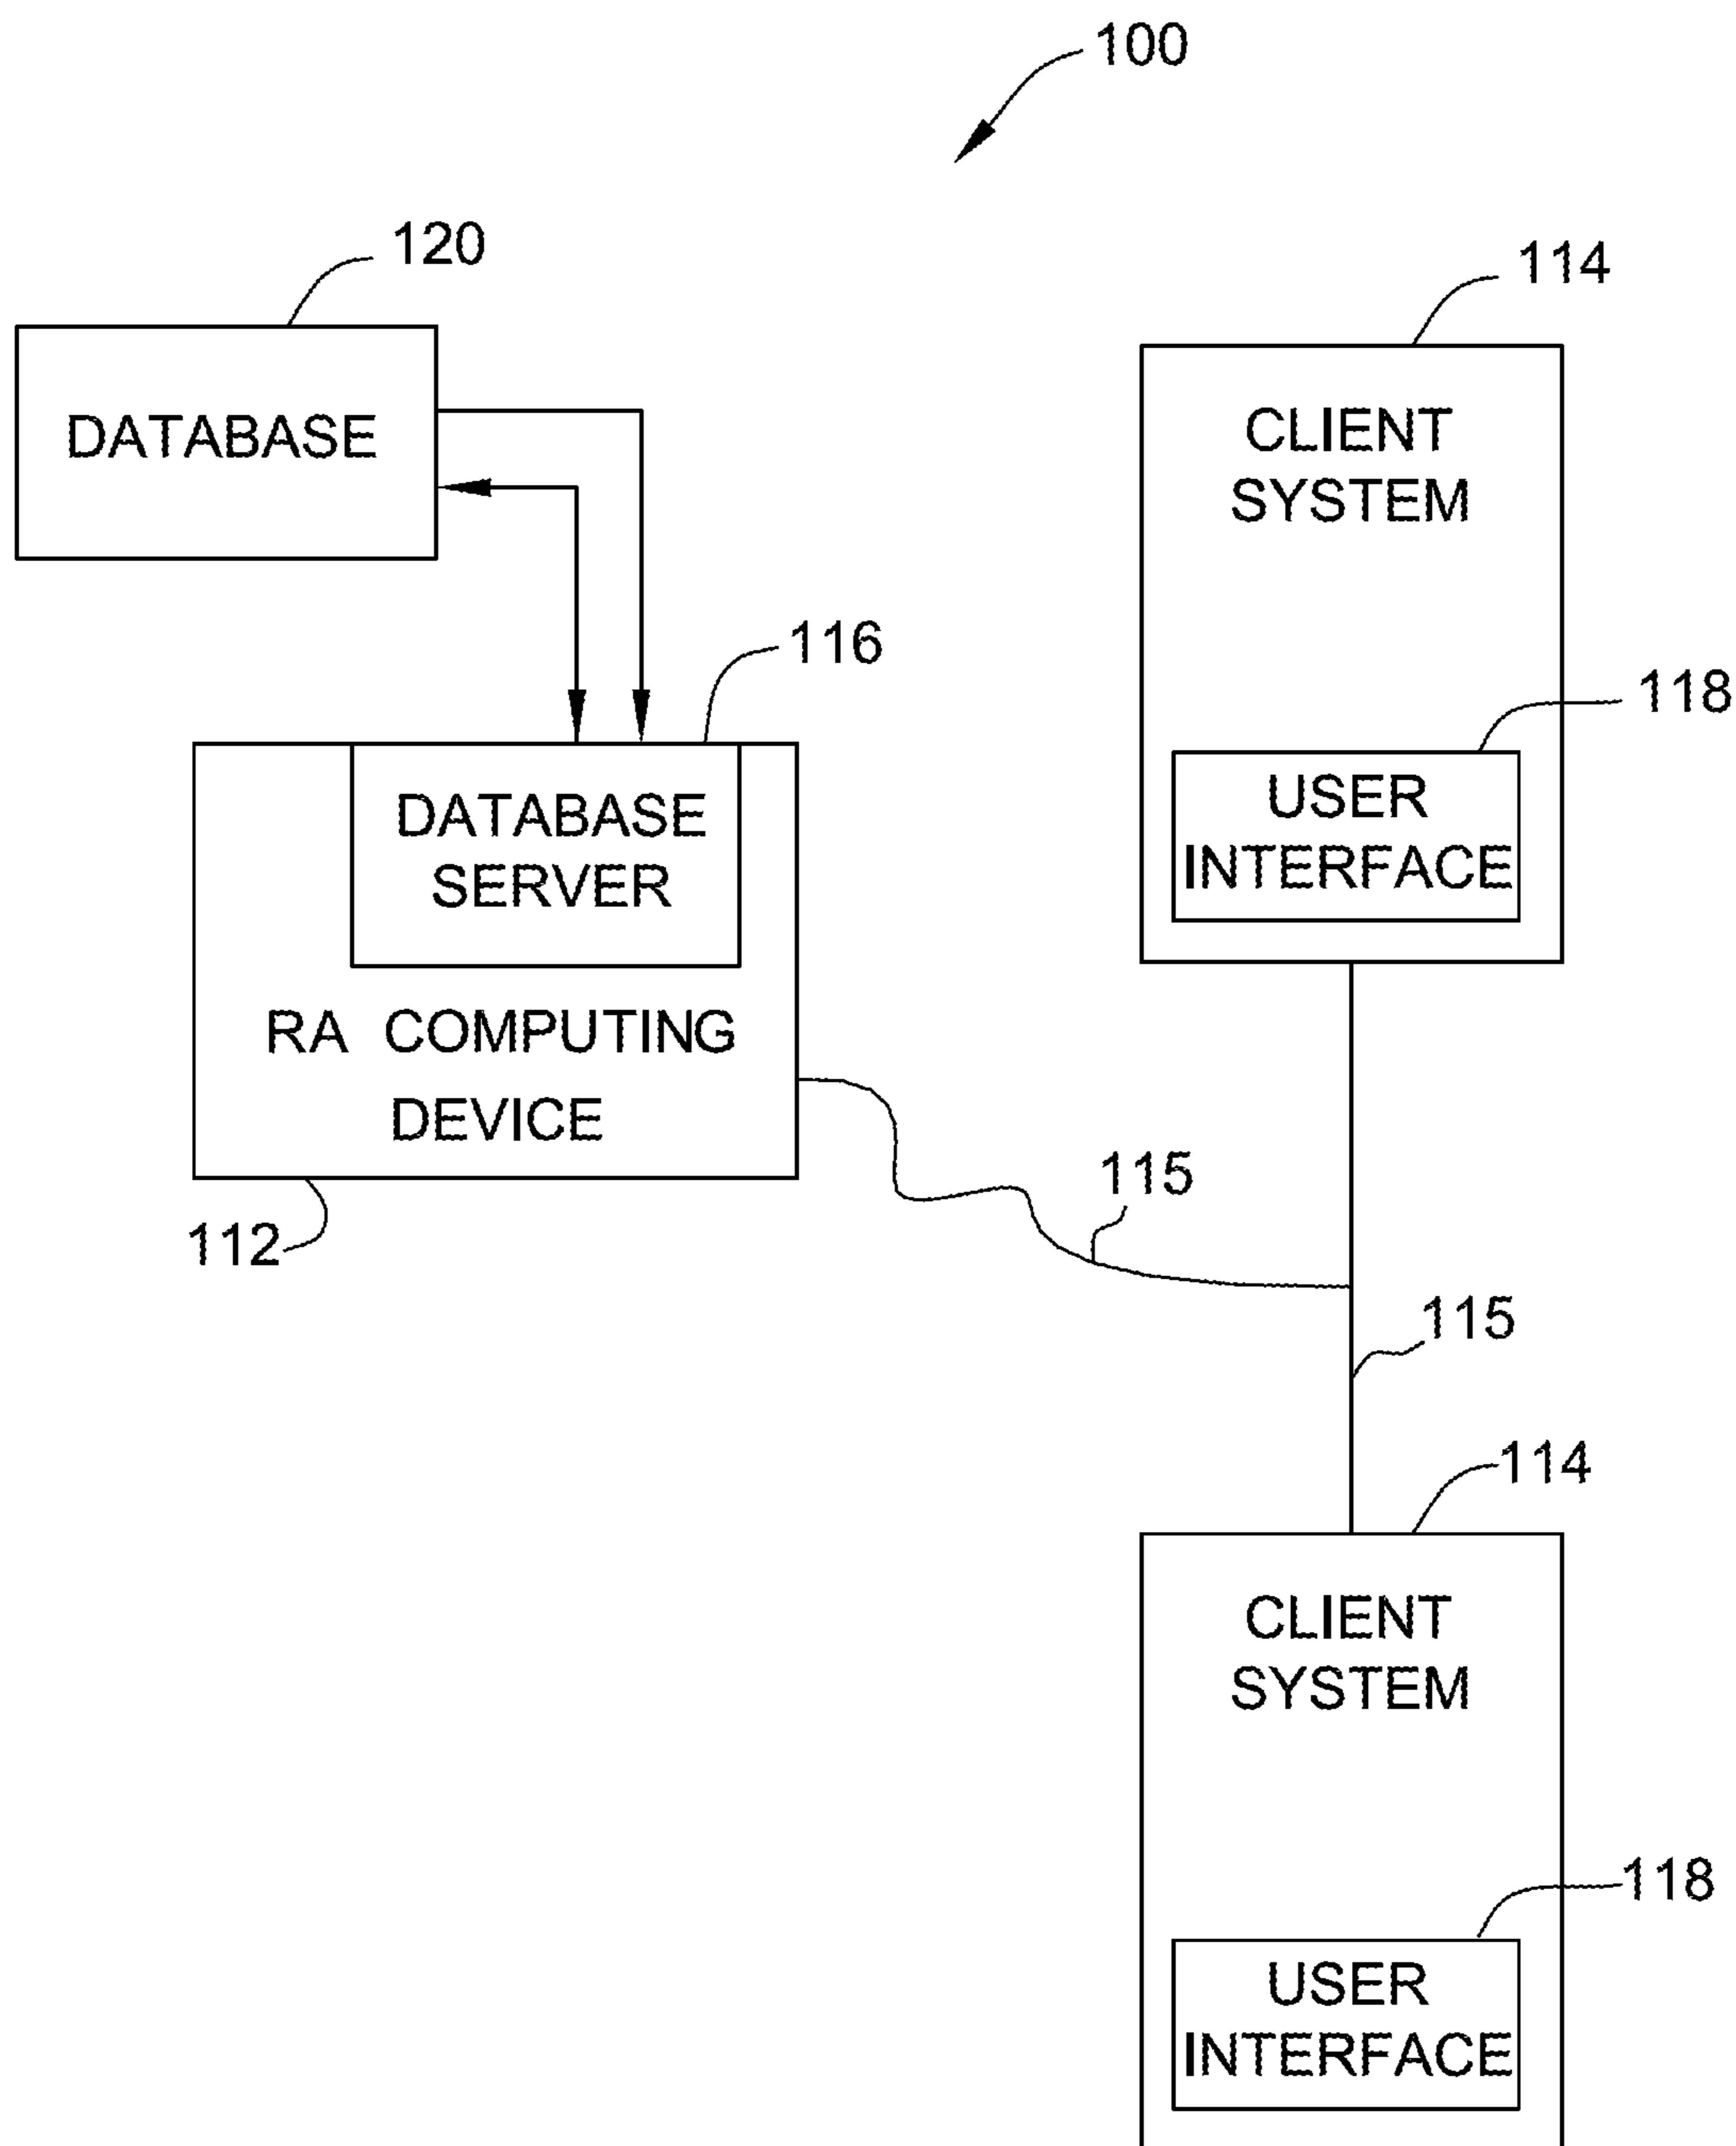 100
120
DATABASE
114
CLIENT
SYSTEM
116
118
USER
INTERFACE
DATABASE
SERVER
RA COMPUTING
DEVICE
112
115
115
114
CLIENT
SYSTEM
118
USER
INTERFACE